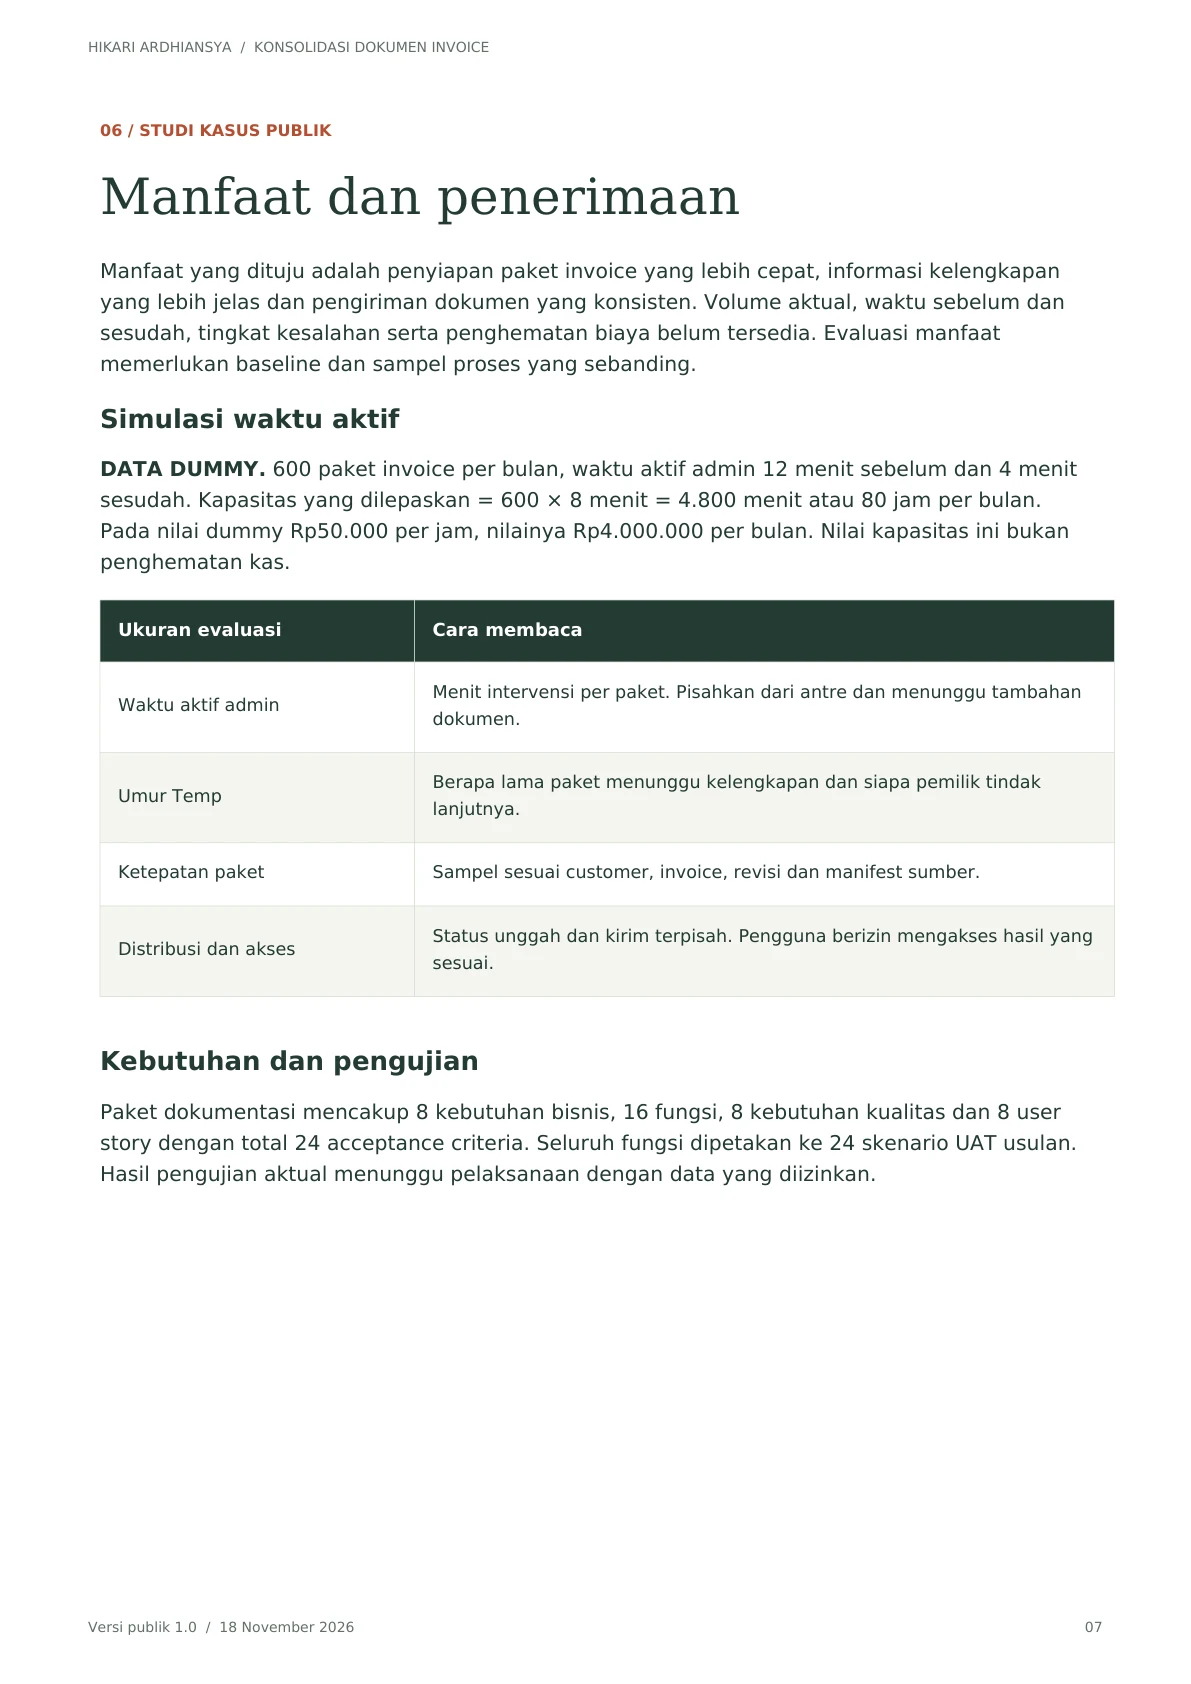 HIKARI ARDHIANSYA / KONSOLIDASI DOKUMEN INVOICE
06 / STUDI KASUS PUBLIK
Manfaat dan penerimaan
Manfaat yang dituju adalah penyiapan paket invoice yang lebih cepat, informasi kelengkapan
yang lebih jelas dan pengiriman dokumen yang konsisten. Volume aktual, waktu sebelum dan
sesudah, tingkat kesalahan serta penghematan biaya belum tersedia. Evaluasi manfaat
memerlukan baseline dan sampel proses yang sebanding.
Simulasi waktu aktif
DATA DUMMY. 600 paket invoice per bulan, waktu aktif admin 12 menit sebelum dan 4 menit
sesudah. Kapasitas yang dilepaskan = 600 × 8 menit = 4.800 menit atau 80 jam per bulan.
Pada nilai dummy Rp50.000 per jam, nilainya Rp4.000.000 per bulan. Nilai kapasitas ini bukan
penghematan kas.
Ukuran evaluasi
Cara membaca
Waktu aktif admin
Menit intervensi per paket. Pisahkan dari antre dan menunggu tambahan
dokumen.
Umur Temp
Berapa lama paket menunggu kelengkapan dan siapa pemilik tindak
lanjutnya.
Ketepatan paket
Sampel sesuai customer, invoice, revisi dan manifest sumber.
Distribusi dan akses
Status unggah dan kirim terpisah. Pengguna berizin mengakses hasil yang
sesuai.
Kebutuhan dan pengujian
Paket dokumentasi mencakup 8 kebutuhan bisnis, 16 fungsi, 8 kebutuhan kualitas dan 8 user
story dengan total 24 acceptance criteria. Seluruh fungsi dipetakan ke 24 skenario UAT usulan.
Hasil pengujian aktual menunggu pelaksanaan dengan data yang diizinkan.
Versi publik 1.0 / 18 November 2026
07